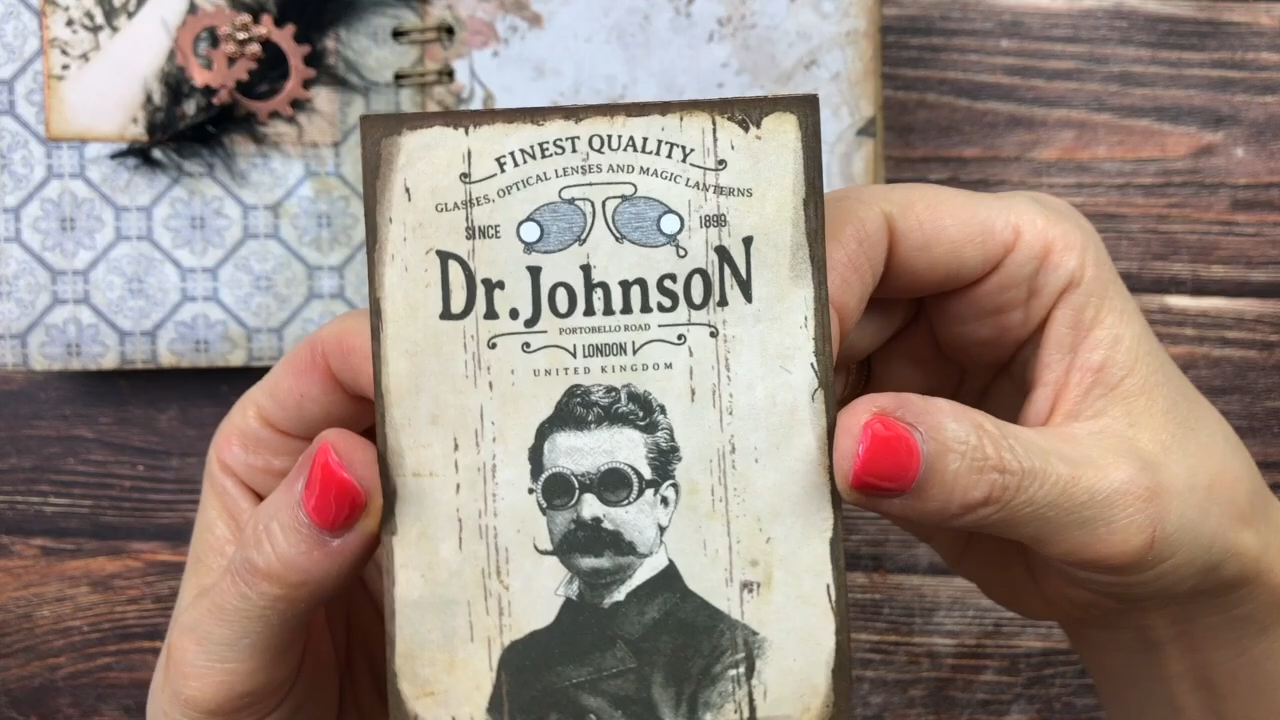 FINEST QUALITY
GLASSES, OPTICAL LENSES AND MAGIC LANTERNS
SINCE 1899
Dr.JohnsoN
PORTOBELLO ROAD
LONDON
UNITED KINGDOM